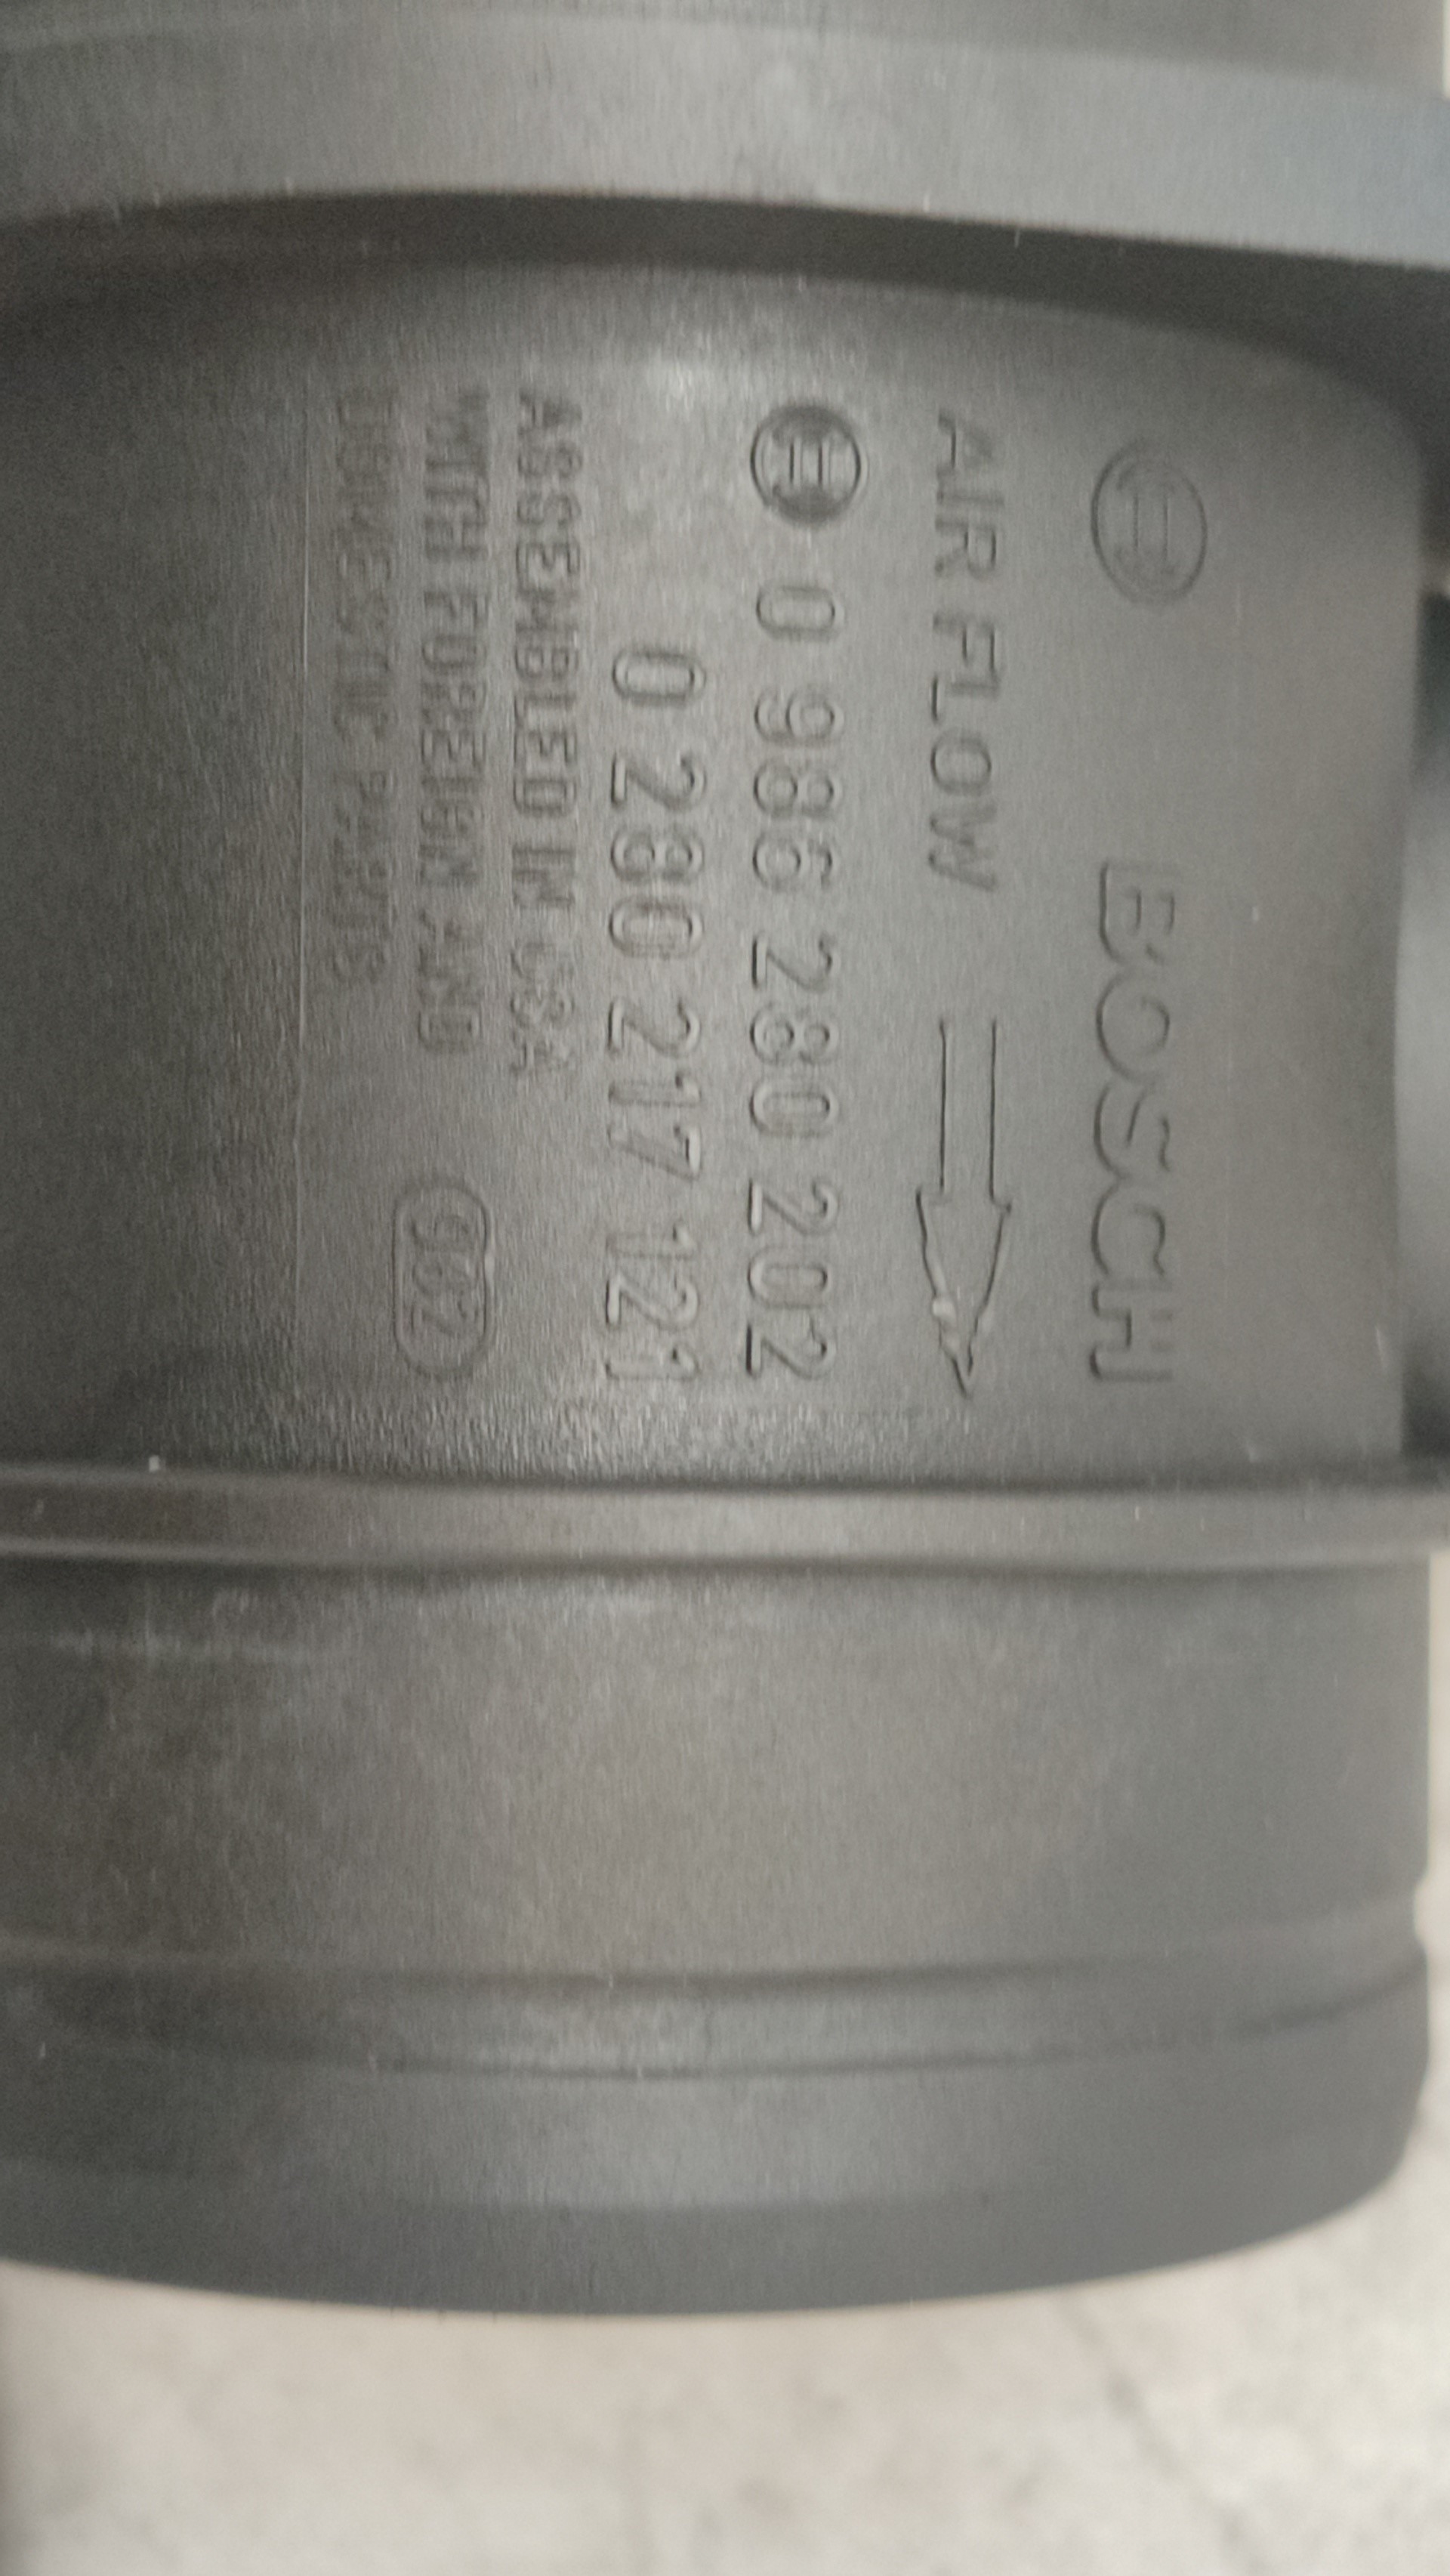 BOSCH
AIR FLOW
0 986 280 202
0 280 217 121
ASSEMBLED IN USA
WITH FOREIGN AND
DOMESTIC PARTS
962